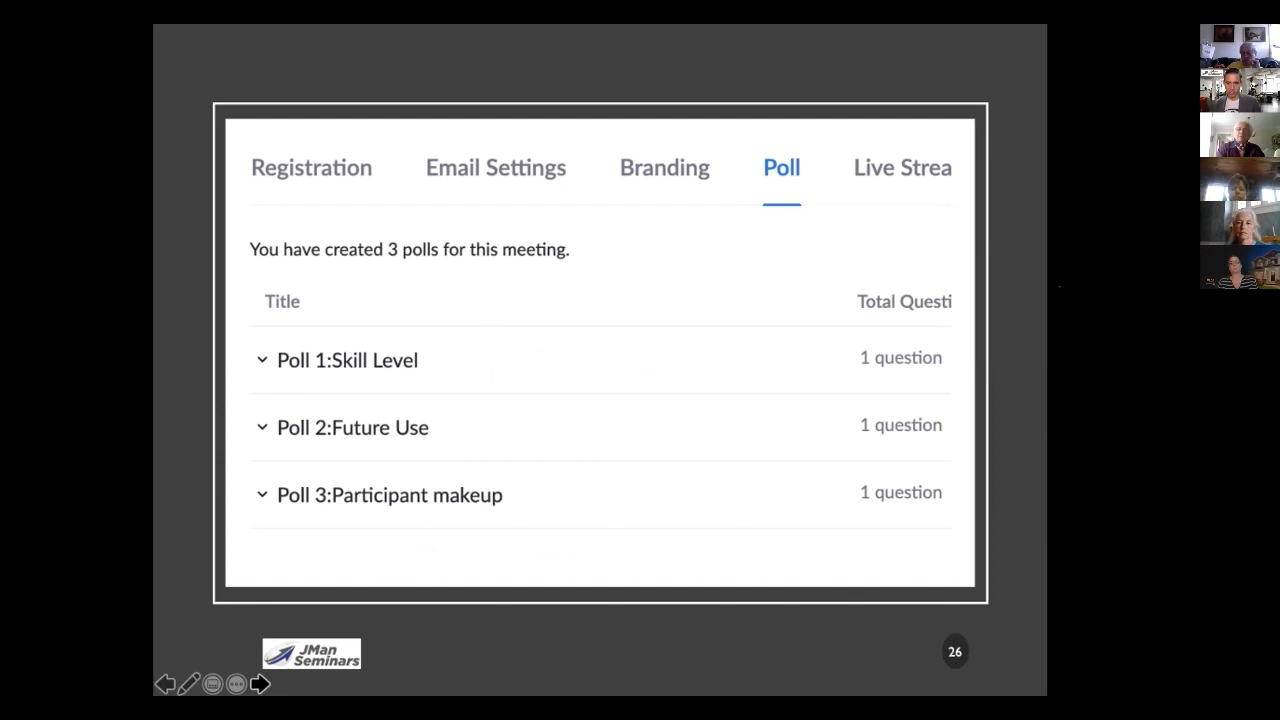 Registration Email Settings Branding Poll Live Strea
You have created 3 polls for this meeting.
Title Total Questi
Poll 1:Skill Level 1 question
Poll 2:Future Use 1 question
Poll 3:Participant makeup 1 question
JMan
Seminars
26